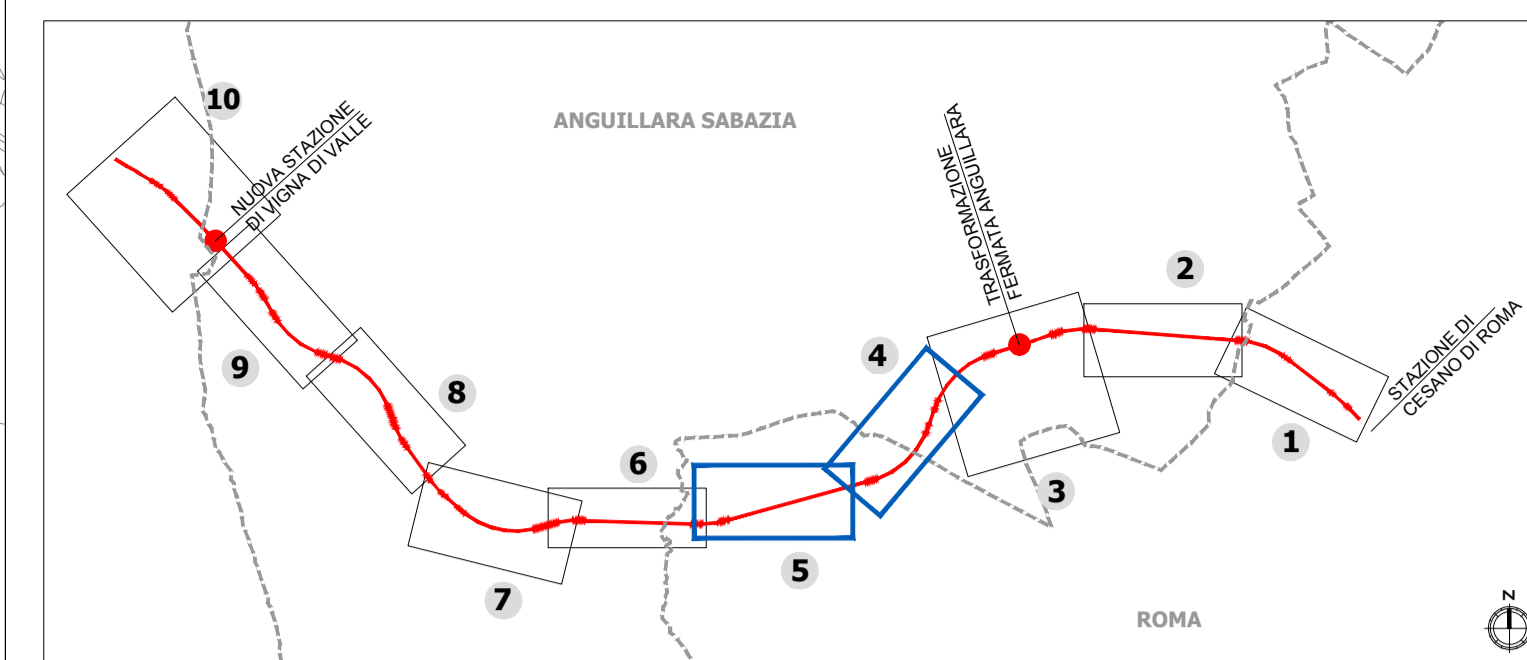 10
ANGUILLARA SABAZIA
NUOVA STAZIONE
DI VIGNA DI VALLE
TRASFORMAZIONE
FERMATA ANGUILLARA
2
STAZIONE DI
CESANO DI ROMA
4
9
8
1
6
3
5
7
ROMA
N